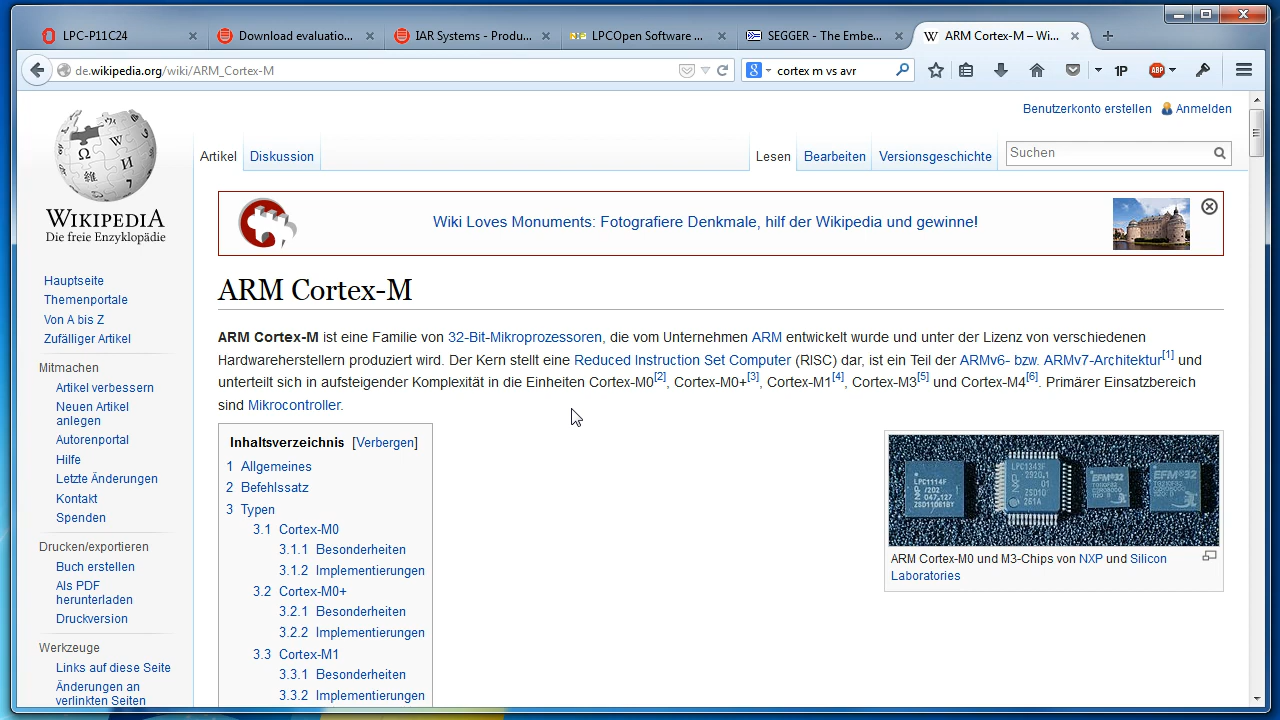 LPC-P11C24
Download evaluatio...
IAR Systems - Produ...
LPCOpen Software ...
SEGGER - The Embe...
ARM Cortex-M – Wi...
de.wikipedia.org/wiki/ARM_Cortex-M
cortex m vs avr
1P
ABP
Benutzerkonto erstellen
Anmelden
Artikel
Diskussion
Lesen
Bearbeiten
Versionsgeschichte
Suchen
WIKIPEDIA
Die freie Enzyklopädie
Hauptseite
Themenportale
Von A bis Z
Zufälliger Artikel
Mitmachen
Artikel verbessern
Neuen Artikel
anlegen
Autorenportal
Hilfe
Letzte Änderungen
Kontakt
Spenden
Drucken/exportieren
Buch erstellen
Als PDF
herunterladen
Druckversion
Werkzeuge
Links auf diese Seite
Änderungen an
verlinkten Seiten
Wiki Loves Monuments: Fotografiere Denkmale, hilf der Wikipedia und gewinne!
ARM Cortex-M
ARM Cortex-M ist eine Familie von 32-Bit-Mikroprozessoren, die vom Unternehmen ARM entwickelt wurde und unter der Lizenz von verschiedenen
Hardwareherstellern produziert wird. Der Kern stellt eine Reduced Instruction Set Computer (RISC) dar, ist ein Teil der ARMv6- bzw. ARMv7-Architektur[1] und
unterteilt sich in aufsteigender Komplexität in die Einheiten Cortex-M0[2], Cortex-M0+[3], Cortex-M1[4], Cortex-M3[5] und Cortex-M4[6]. Primärer Einsatzbereich
sind Mikrocontroller.
Inhaltsverzeichnis [Verbergen]
1 Allgemeines
2 Befehlssatz
3 Typen
3.1 Cortex-M0
3.1.1 Besonderheiten
3.1.2 Implementierungen
3.2 Cortex-M0+
3.2.1 Besonderheiten
3.2.2 Implementierungen
3.3 Cortex-M1
3.3.1 Besonderheiten
3.3.2 Implementierungen
LPC1114F
/202
LPC1343F
EFM®32
EFM®32
ARM Cortex-M0 und M3-Chips von NXP und Silicon
Laboratories